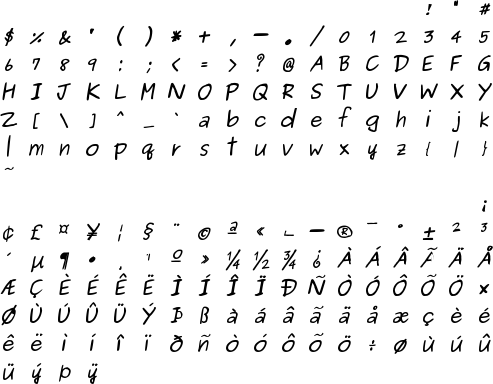 ! " #
$ % & ' ( ) * + , - . / 0 1 2 3 4 5
6 7 8 9 : ; < = > ? @ A B C D E F G
H I J K L M N O P Q R S T U V W X Y
Z [ \ ] ^ _ ` a b c d e f g h i j k
l m n o p q r s t u v w x y z { | }
~
¡
¢ £ ¤ ¥ ¦ § ¨ © ª « ¬ - ® ¯ ° ± ² ³
´ µ ¶ • ¸ ¹ º » ¼ ½ ¾ ¿ À Á Â Ã Ä Å
Æ Ç È É Ê Ë Ì Í Î Ï Ð Ñ Ò Ó Ô Õ Ö ×
Ø Ù Ú Û Ü Ý Þ ß à á â ã ä å æ ç è é
ê ë ì í î ï ð ñ ò ó ô õ ö ÷ ø ù ú û
ü ý þ ÿ